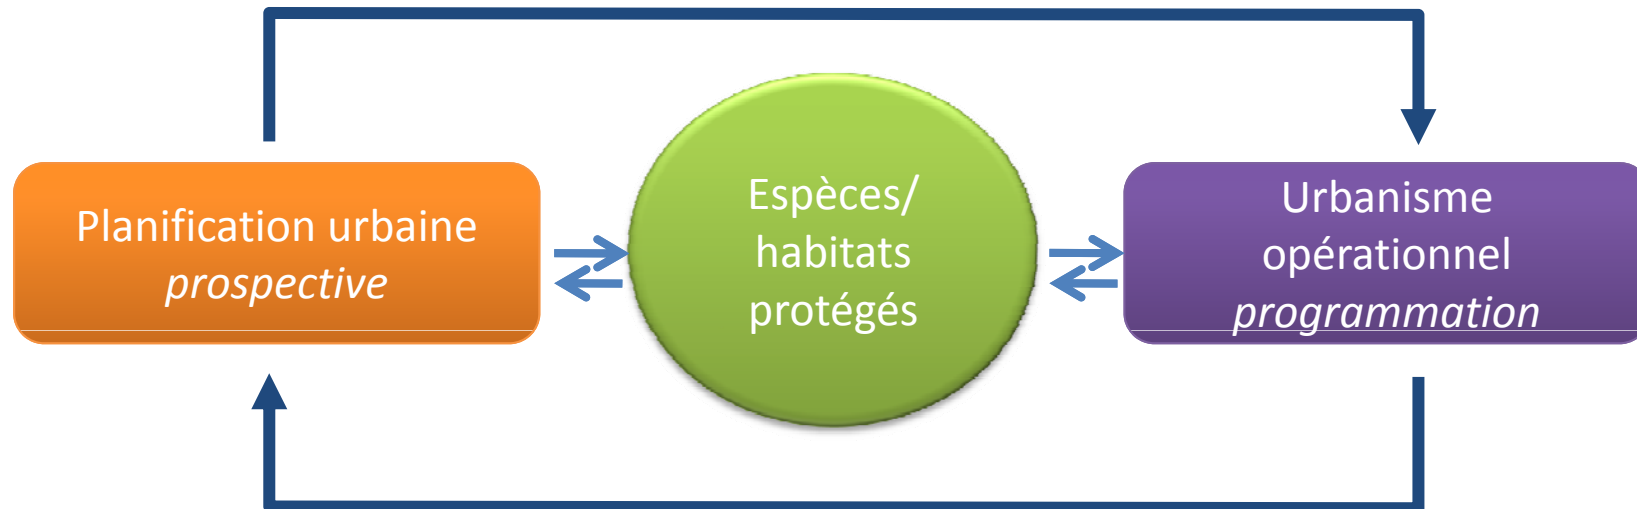 Planification urbaine
prospective
Espèces/
habitats
protégés
Urbanisme
opérationnel
programmation